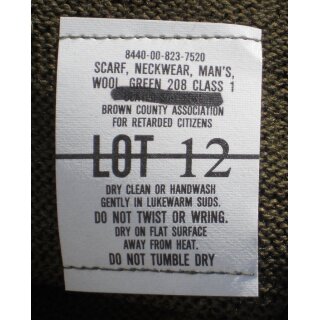 8440-00-823-7520
SCARF, NECKWEAR, MAN'S,
WOOL, GREEN 208 CLASS 1
BROWN COUNTY ASSOCIATION
FOR RETARDED CITIZENS
LOT 12
DRY CLEAN OR HANDWASH
GENTLY IN LUKEWARM SUDS.
DO NOT TWIST OR WRING.
DRY ON FLAT SURFACE
AWAY FROM HEAT.
DO NOT TUMBLE DRY